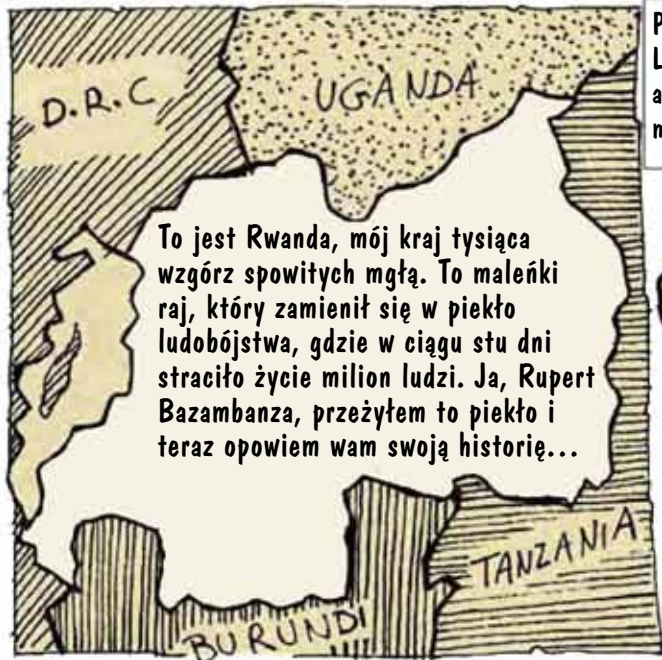 D.R.C
UGANDA
To jest Rwanda, mój kraj tysiąca
wzgórz spowitych mgłą. To maleńki
raj, który zamienił się w piekło
ludobójstwa, gdzie w ciągu stu dni
straciło życie milion ludzi. Ja, Rupert
Bazambanza, przeżyłem to piekło i
teraz opowiem wam swoją historię...
TANZANIA
BURUNDI